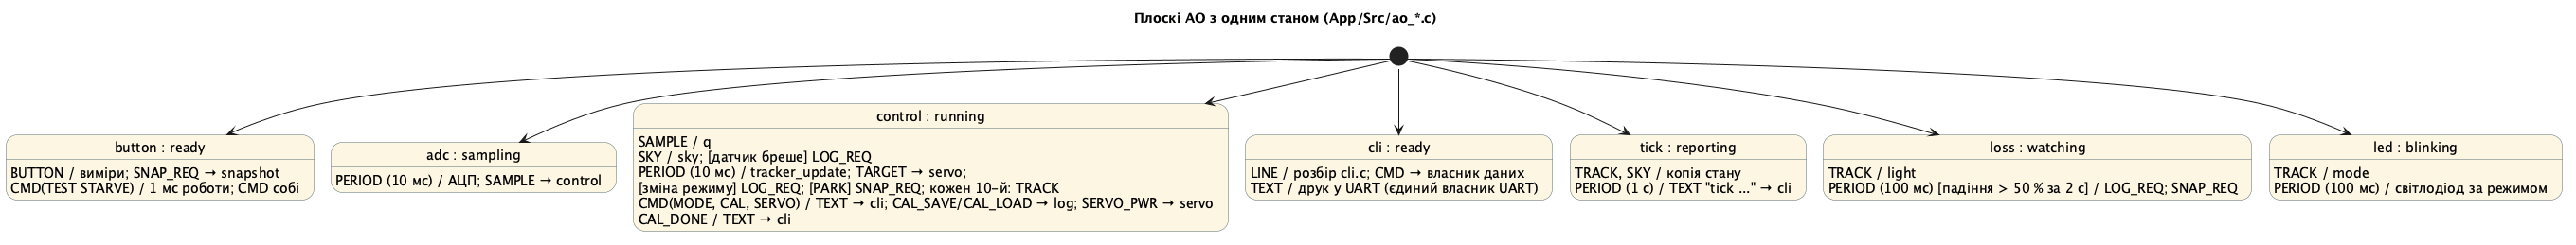 Плоскі АО з одним станом (App/Src/ao_*.c)
button : ready
BUTTON / виміри; SNAP_REQ → snapshot
CMD(TEST STARVE) / 1 мс роботи; CMD собі
adc : sampling
PERIOD (10 мс) / АЦП; SAMPLE → control
control : running
SAMPLE / q
SKY / sky; [датчик бреше] LOG_REQ
PERIOD (10 мс) / tracker_update; TARGET → servo;
[зміна режиму] LOG_REQ; [PARK] SNAP_REQ; кожен 10-й: TRACK
CMD(MODE, CAL, SERVO) / TEXT → cli; CAL_SAVE/CAL_LOAD → log; SERVO_PWR → servo
CAL_DONE / TEXT → cli
cli : ready
LINE / розбір cli.c; CMD → власник даних
TEXT / друк у UART (єдиний власник UART)
tick : reporting
TRACK, SKY / копія стану
PERIOD (1 с) / TEXT "tick ..." → cli
loss : watching
TRACK / light
PERIOD (100 мс) [падіння > 50 % за 2 с] / LOG_REQ; SNAP_REQ
led : blinking
TRACK / mode
PERIOD (100 мс) / світлодіод за режимом